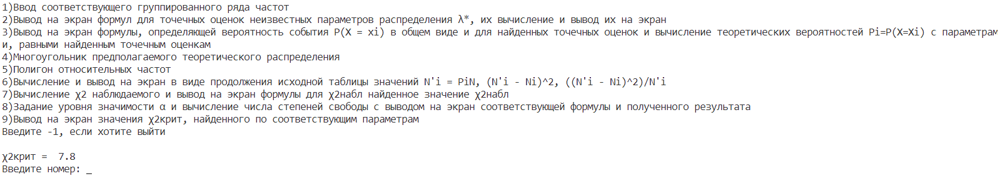 1)Ввод соответствующего группированного ряда частот
2)Вывод на экран формул для точечных оценок неизвестных параметров распределения λ*, их вычисление и вывод их на экран
3)Вывод на экран формулы, определяющей вероятность события P(X = xi) в общем виде и для найденных точечных оценок и вычисление теоретических вероятностей Pi=P(X=Xi) с параметрам
и, равными найденным точечным оценкам
4)Многоугольник предполагаемого теоретического распределения
5)Полигон относительных частот
6)Вычисление и вывод на экран в виде продолжения исходной таблицы значений N'i = PiN, (N'i - Ni)^2, ((N'i - Ni)^2)/N'i
7)Вычисление χ2 наблюдаемого и вывод на экран формулы для χ2набл найденное значение χ2набл
8)Задание уровня значимости α и вычисление числа степеней свободы с выводом на экран соответствующей формулы и полученного результата
9)Вывод на экран значения χ2крит, найденного по соответствующим параметрам
Введите -1, если хотите выйти
χ2крит =  7.8
Введите номер: _